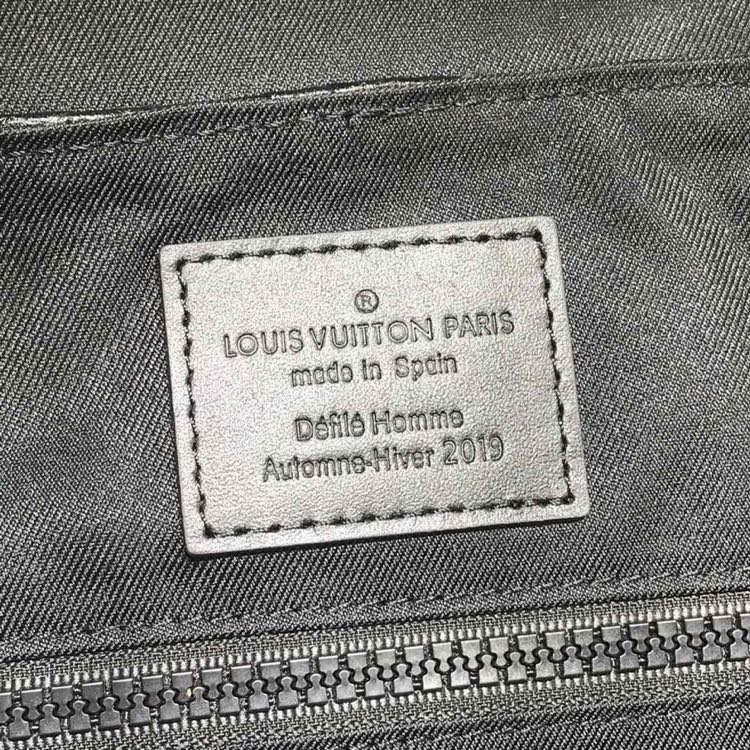 ®
LOUIS VUITTON PARIS
made in Spain
Défilé Homme
Automne-Hiver 2019